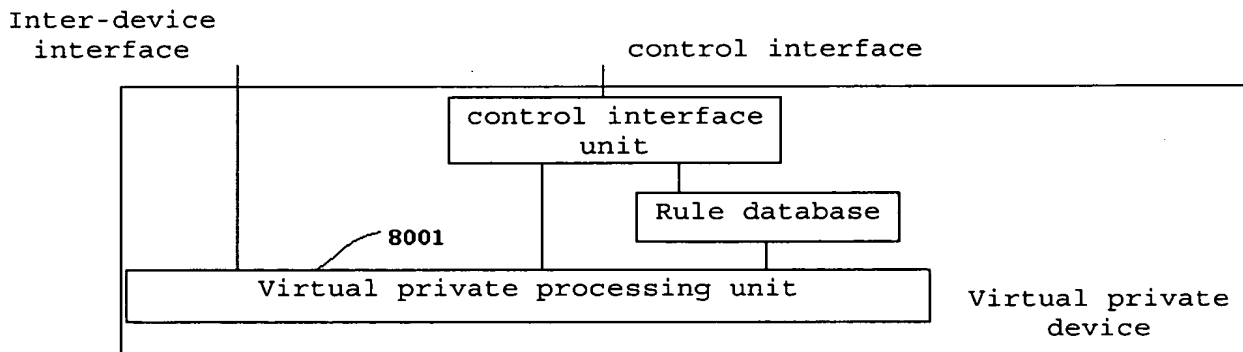 Inter-device
interface
control interface
control interface
unit
Rule database
8001
Virtual private processing unit
Virtual private
device